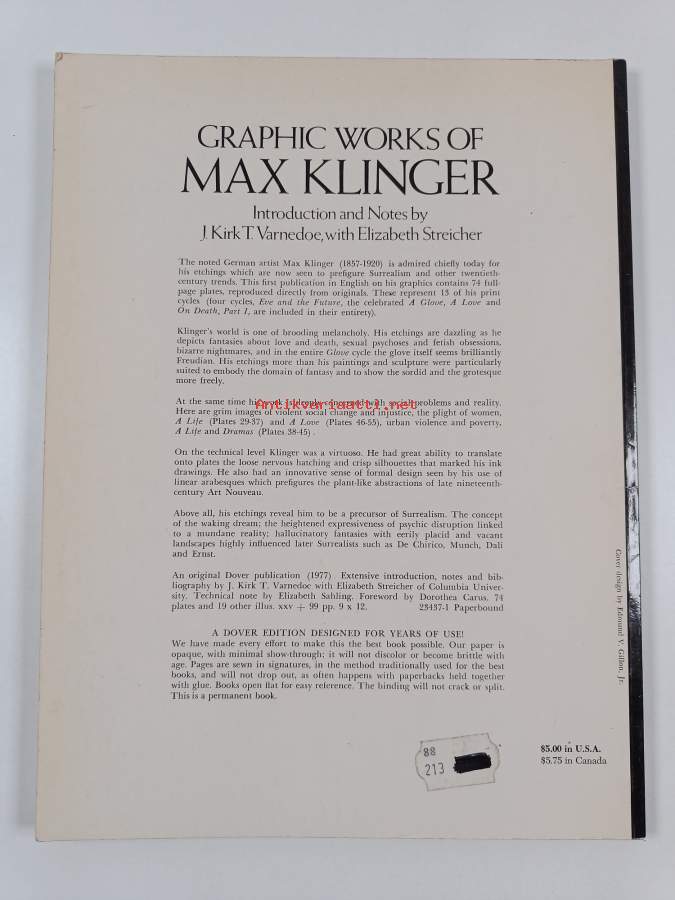 GRAPHIC WORKS OF
MAX KLINGER
Introduction and Notes by
J. Kirk T. Varnedoe, with Elizabeth Streicher
The noted German artist Max Klinger (1857-1920) is admired chiefly today for
his etchings which are now seen to prefigure Surrealism and other twentieth-
century trends. This first publication in English on his graphics contains 74 full-
page plates, reproduced directly from originals. These represent 13 of his print
cycles (four cycles, Eve and the Future, the celebrated A Glove, A Love and
On Death, Part I, are included in their entirety).
Klinger's world is one of brooding melancholy. His etchings are dazzling as he
depicts fantasies about love and death, sexual psychoses and fetish obsessions,
bizarre nightmares, and in the entire Glove cycle the glove itself seems brilliantly
Freudian. His etchings more than his paintings and sculpture were particularly
suited to embody the domain of fantasy and to show the sordid and the grotesque
more freely.
At the same time his work is deeply concerned with social problems and reality.
Antikvariaatti.net
Here are grim images of violent social change and injustice, the plight of women,
A Life (Plates 29-37) and A Love (Plates 46-55), urban violence and poverty,
A Life and Dramas (Plates 38-45).
On the technical level Klinger was a virtuoso. He had great ability to translate
onto plates the loose nervous hatching and crisp silhouettes that marked his ink
drawings. He also had an innovative sense of formal design seen by his use of
linear arabesques which prefigures the plant-like abstractions of late nineteenth-
century Art Nouveau.
Above all, his etchings reveal him to be a precursor of Surrealism. The concept
of the waking dream; the heightened expressiveness of psychic disruption linked
to a mundane reality; hallucinatory fantasies with eerily placid and vacant
landscapes highly influenced later Surrealists such as De Chirico, Munch, Dali
and Ernst.
An original Dover publication (1977) Extensive introduction, notes and bib-
liography by J. Kirk T. Varnedoe with Elizabeth Streicher of Columbia Univer-
sity. Technical note by Elizabeth Sahling. Foreword by Dorothea Carus. 74
plates and 19 other illus. xxv + 99 pp. 9 x 12. 23437-1 Paperbound
A DOVER EDITION DESIGNED FOR YEARS OF USE!
We have made every effort to make this the best book possible. Our paper is
opaque, with minimal show-through; it will not discolor or become brittle with
age. Pages are sewn in signatures, in the method traditionally used for the best
books, and will not drop out, as often happens with paperbacks held together
with glue. Books open flat for easy reference. The binding will not crack or split.
This is a permanent book.
Cover design by Edmund V. Gillon, Jr.
88
213
$5.00 in U.S.A.
$5.75 in Canada